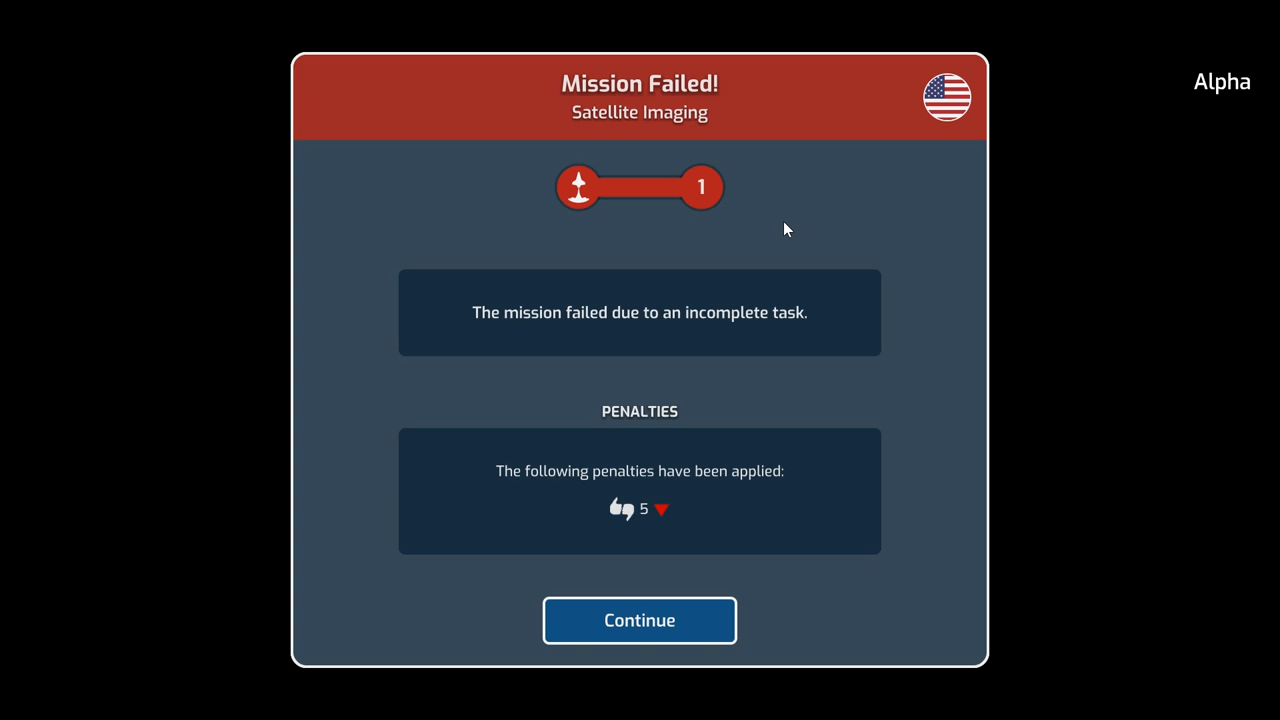 Mission Failed!
Satellite Imaging
Alpha
1
The mission failed due to an incomplete task.
PENALTIES
The following penalties have been applied:
5
Continue